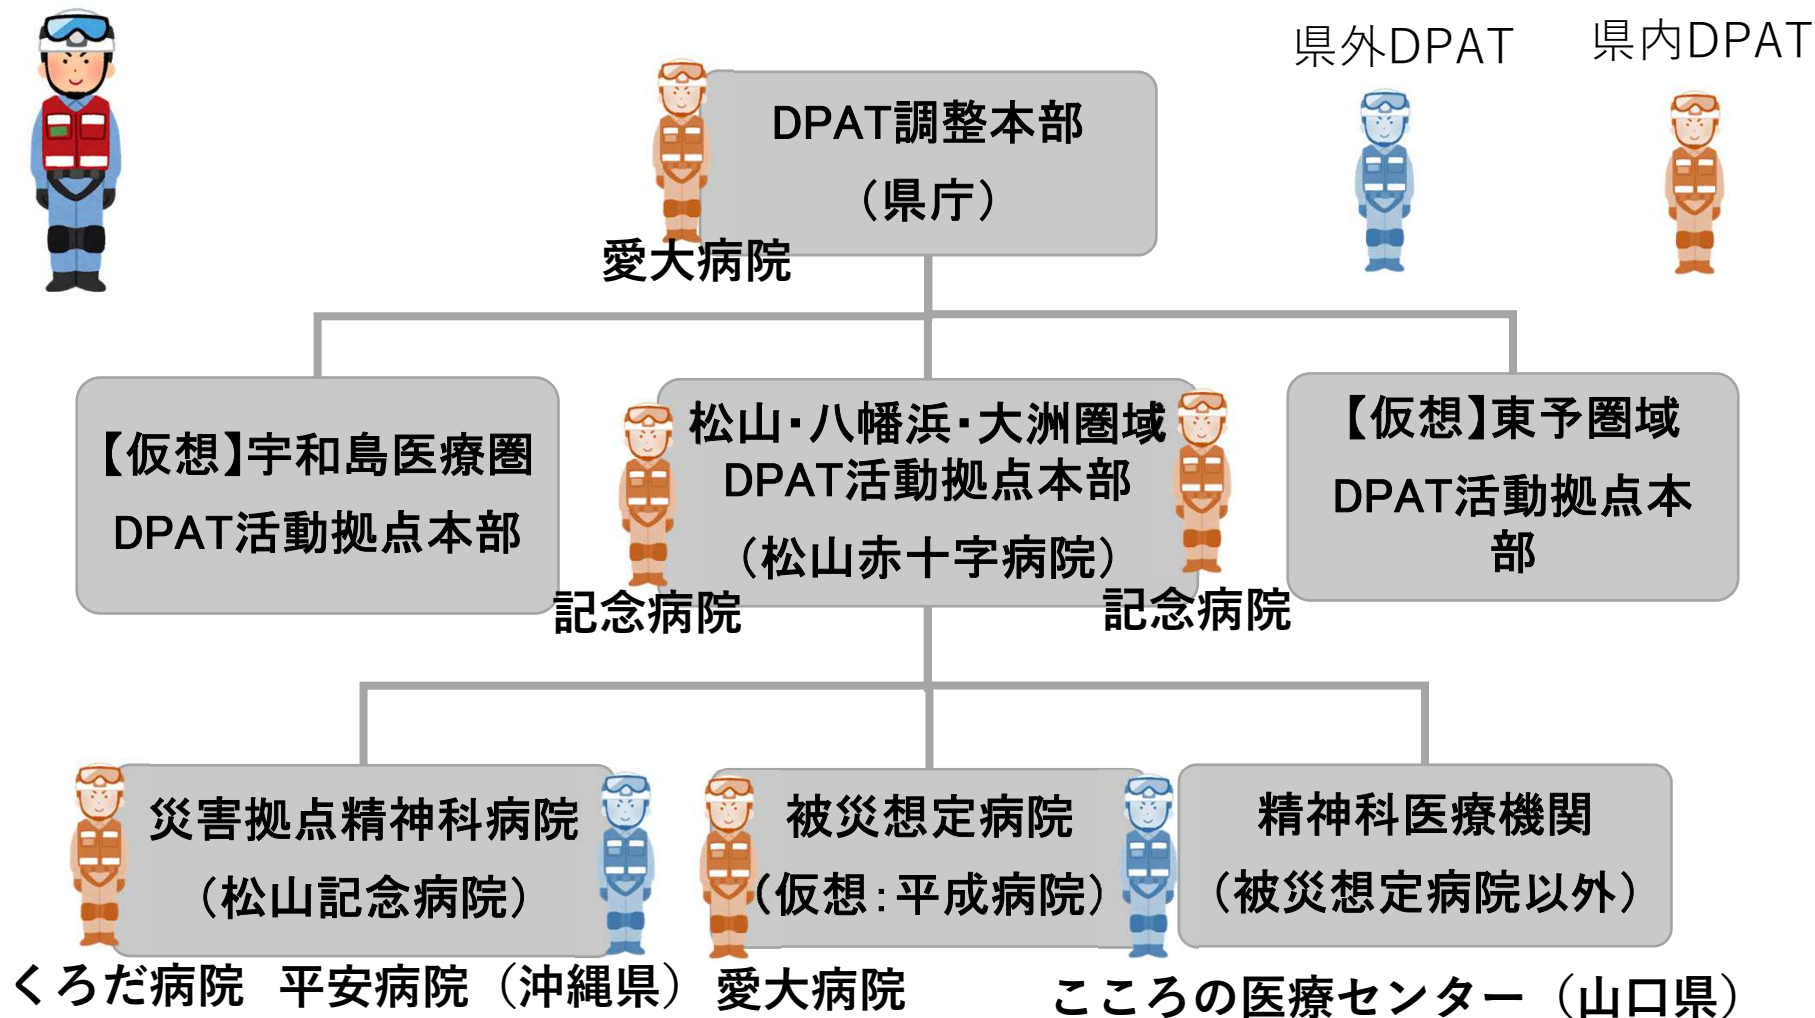 県外DPAT
県内DPAT
DPAT調整本部
（県庁）
愛大病院
【仮想】宇和島医療圏
DPAT活動拠点本部
松山・八幡浜・大洲圏域
DPAT活動拠点本部
（松山赤十字病院）
記念病院
記念病院
【仮想】東予圏域
DPAT活動拠点本
部
災害拠点精神科病院
（松山記念病院）
くろだ病院
平安病院（沖縄県）
被災想定病院
（仮想：平成病院）
愛大病院
精神科医療機関
（被災想定病院以外）
こころの医療センター（山口県）